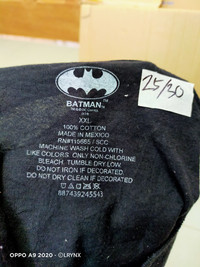 25/30
BATMAN
XXL
100% COTTON
MADE IN MEXICO
RN#110665 / SCC
MACHINE WASH COLD WITH
LIKE COLORS. ONLY NON-CHLORINE
BLEACH. TUMBLE DRY LOW.
DO NOT IRON IF DECORATED.
DO NOT DRY CLEAN IF DECORATED
887439245543
OPPO A9 2020 · ©LRYNX